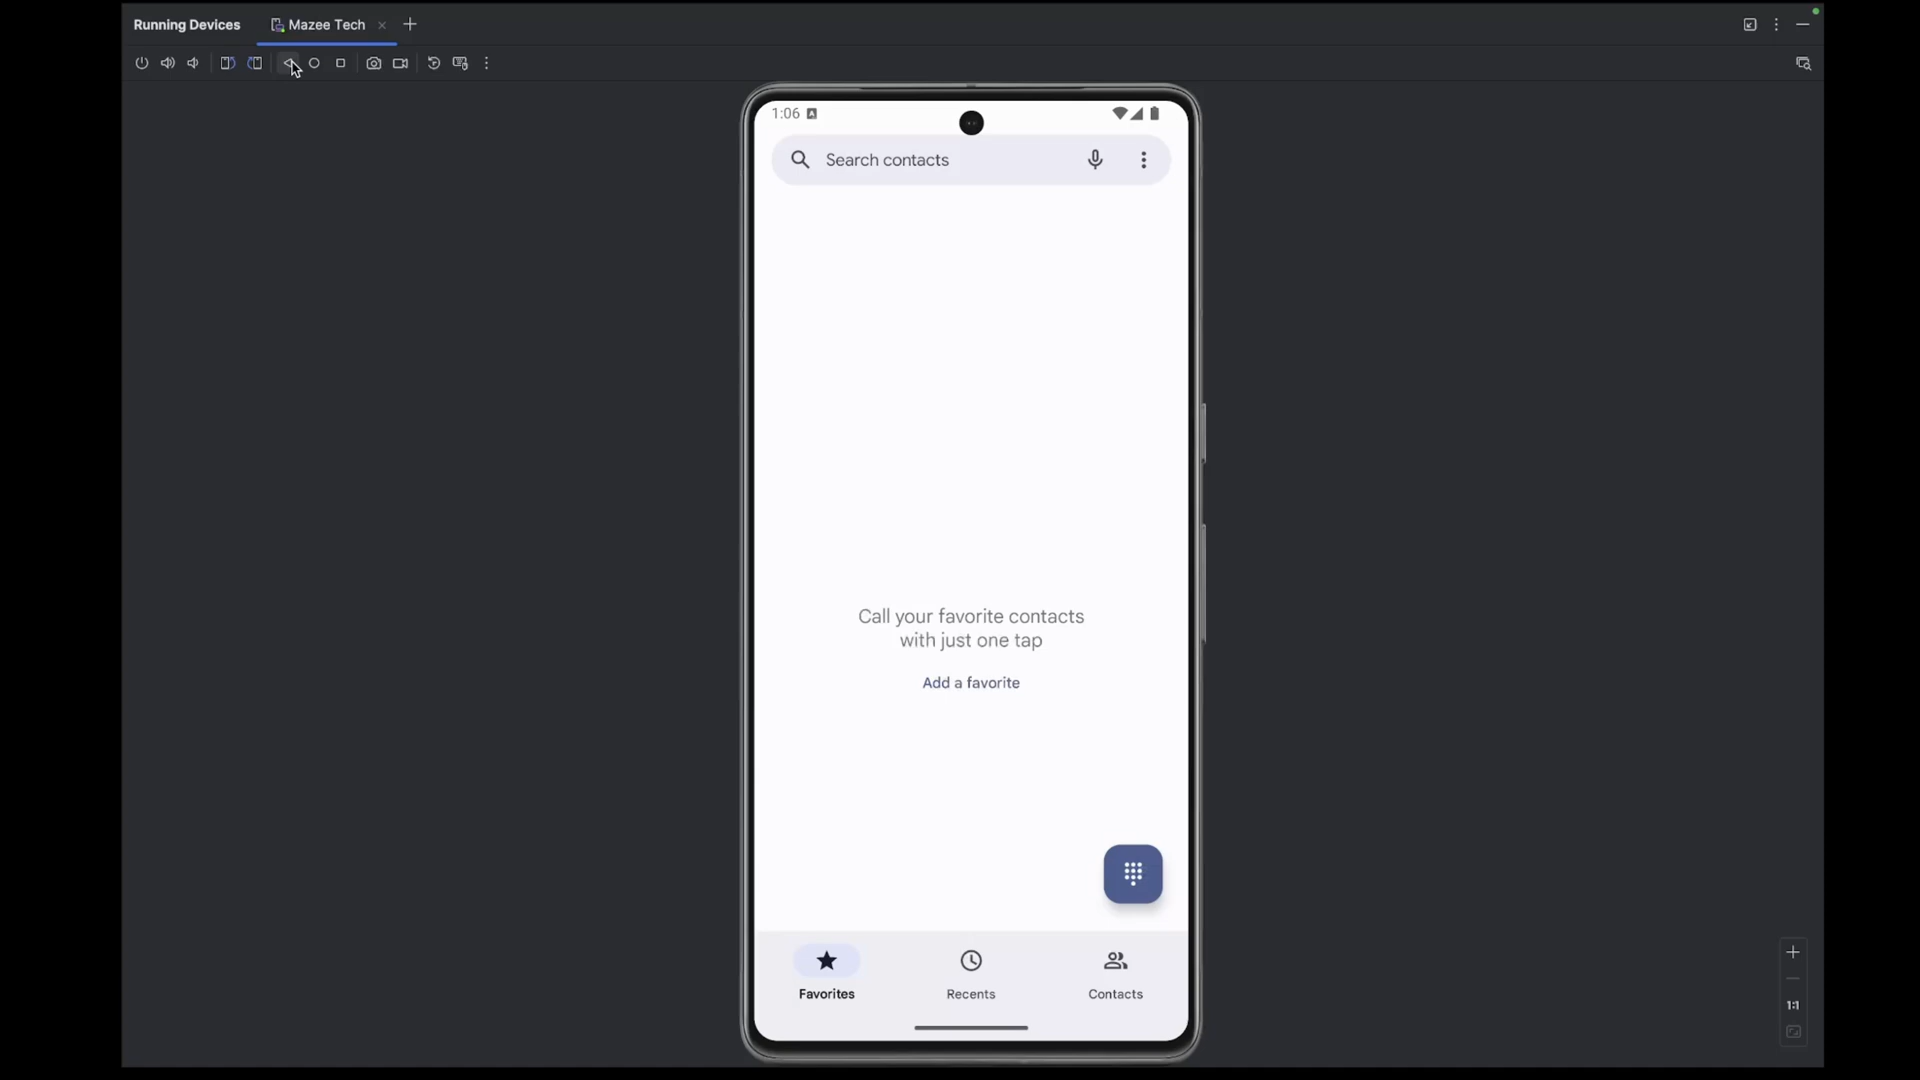 Running Devices
Mazee Tech
1:06
Search contacts
Call your favorite contacts
with just one tap
Add a favorite
Favorites
Recents
Contacts
1:1